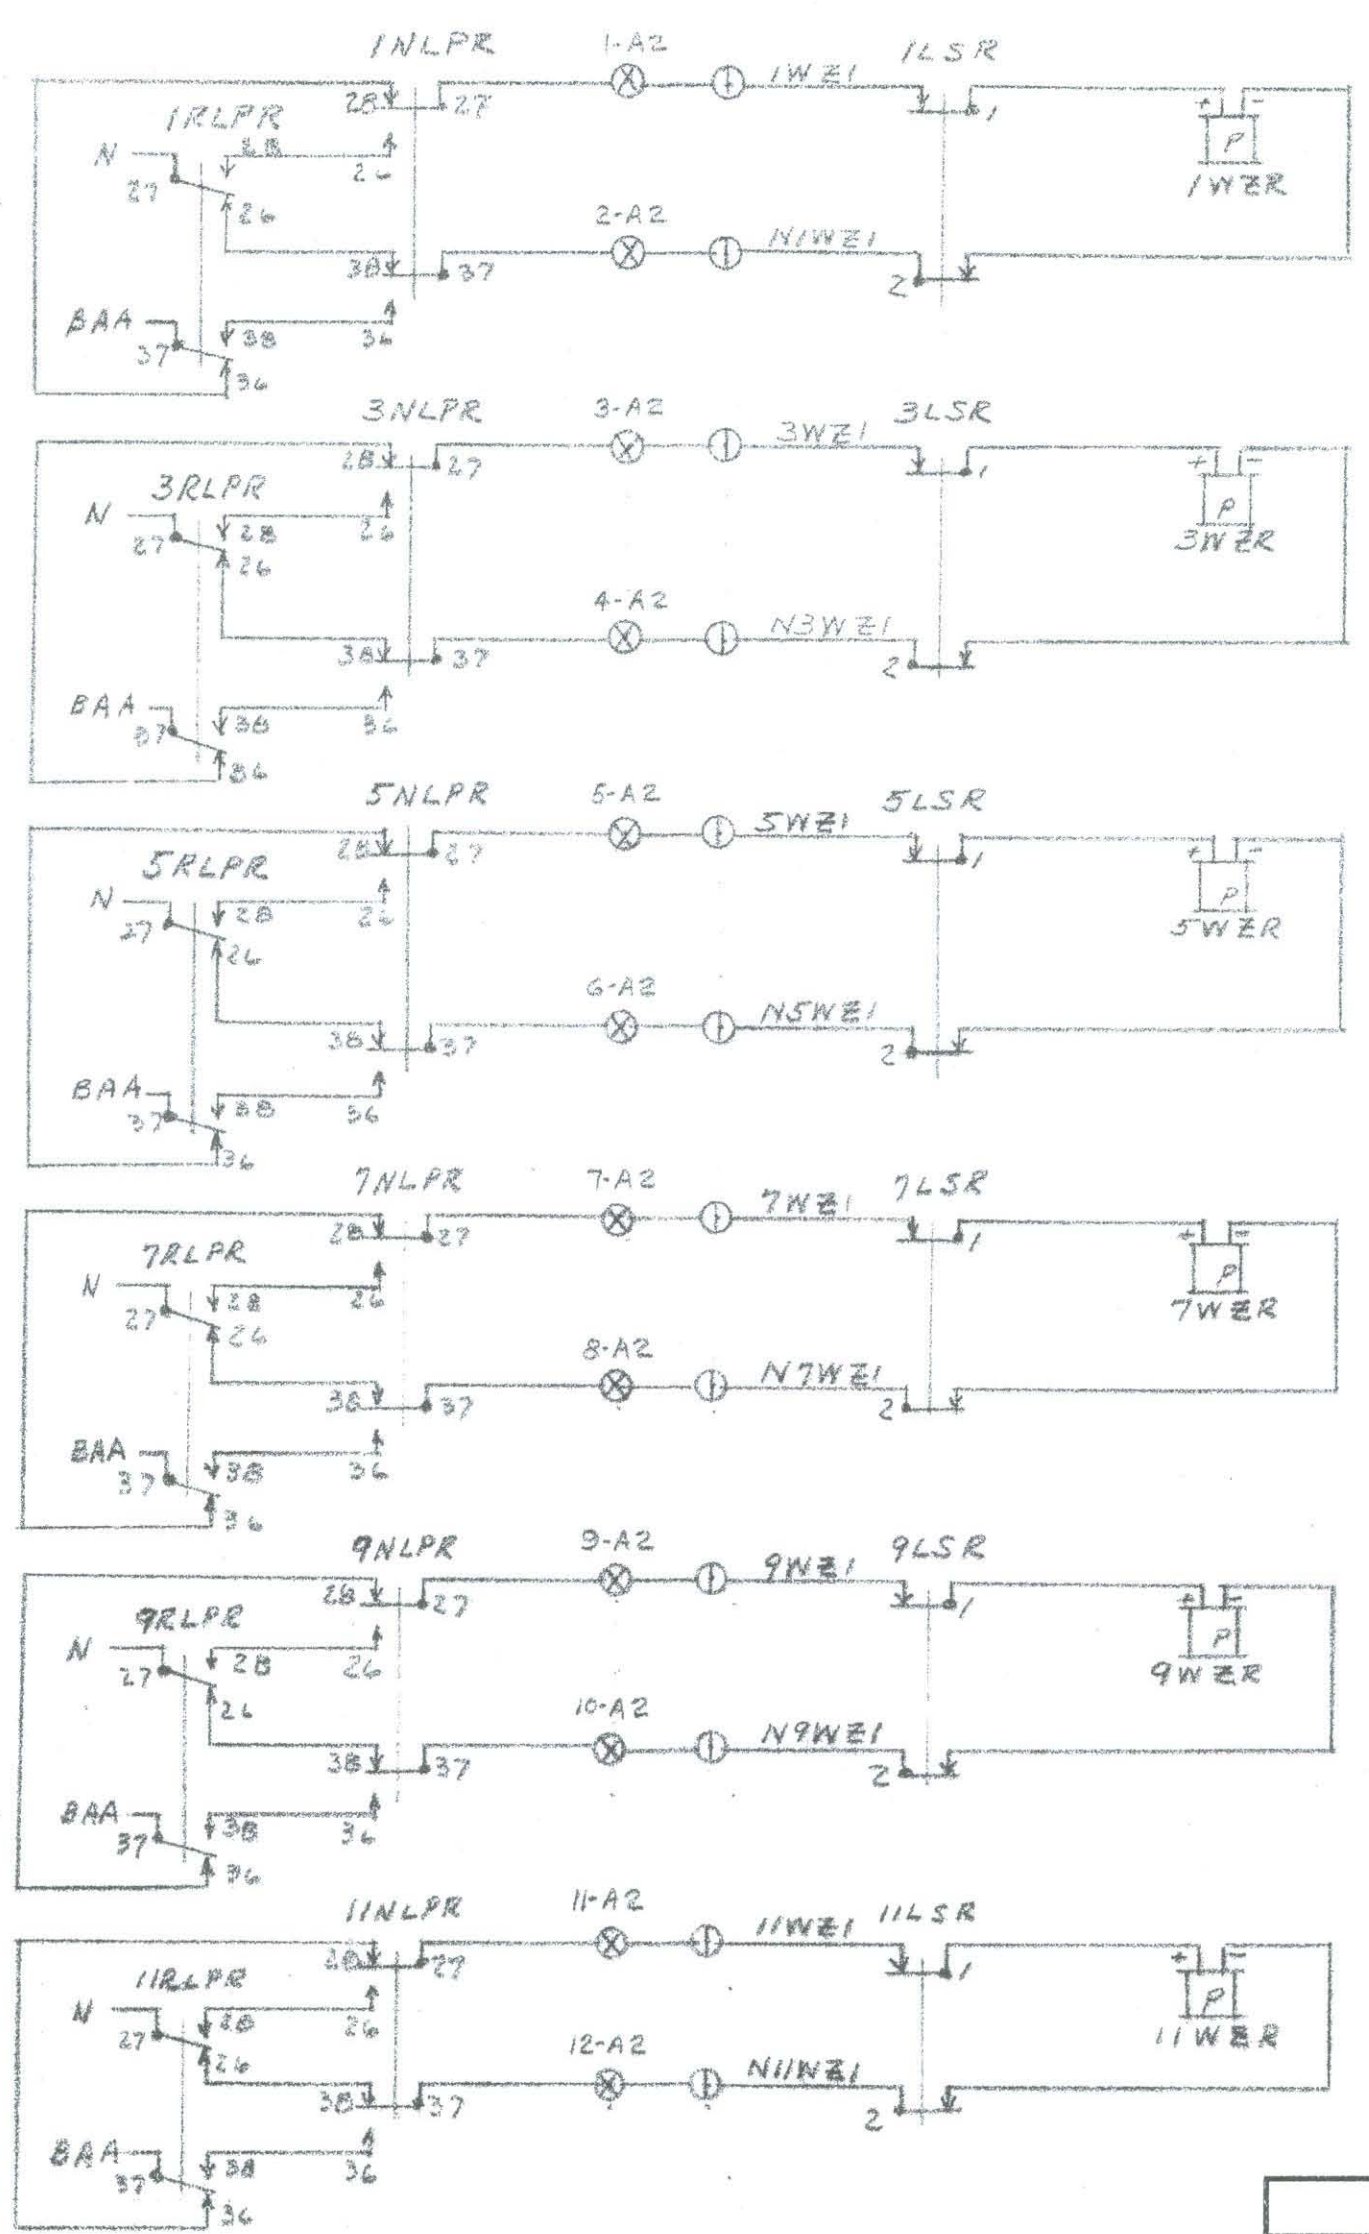 1NLPR 1-A2 1WZ1 1LSR
28 27 1 + -
1RLPR P
N 28 26 1WZR
27 26
2-A2 N1WZ1
38 37 2
BAA 38 36
37 36
3NLPR 3-A2 3WZ1 3LSR
28 27 1 + -
3RLPR P
N 28 26 3WZR
27 26
4-A2 N3WZ1
38 37 2
BAA 38 36
37 36
5NLPR 5-A2 5WZ1 5LSR
28 27 1 + -
5RLPR P
N 28 26 5WZR
27 26
6-A2 N5WZ1
38 37 2
BAA 38 36
37 36
7NLPR 7-A2 7WZ1 7LSR
28 27 1 + -
7RLPR P
N 28 26 7WZR
27 26
8-A2 N7WZ1
38 37 2
BAA 38 36
37 36
9NLPR 9-A2 9WZ1 9LSR
28 27 1 + -
9RLPR P
N 28 26 9WZR
27 26
10-A2 N9WZ1
38 37 2
BAA 38 36
37 36
11NLPR 11-A2 11WZ1 11LSR
28 27 1 + -
11RLPR P
N 28 26 11WZR
27 26
12-A2 N11WZ1
38 37 2
BAA 38 36
37 36